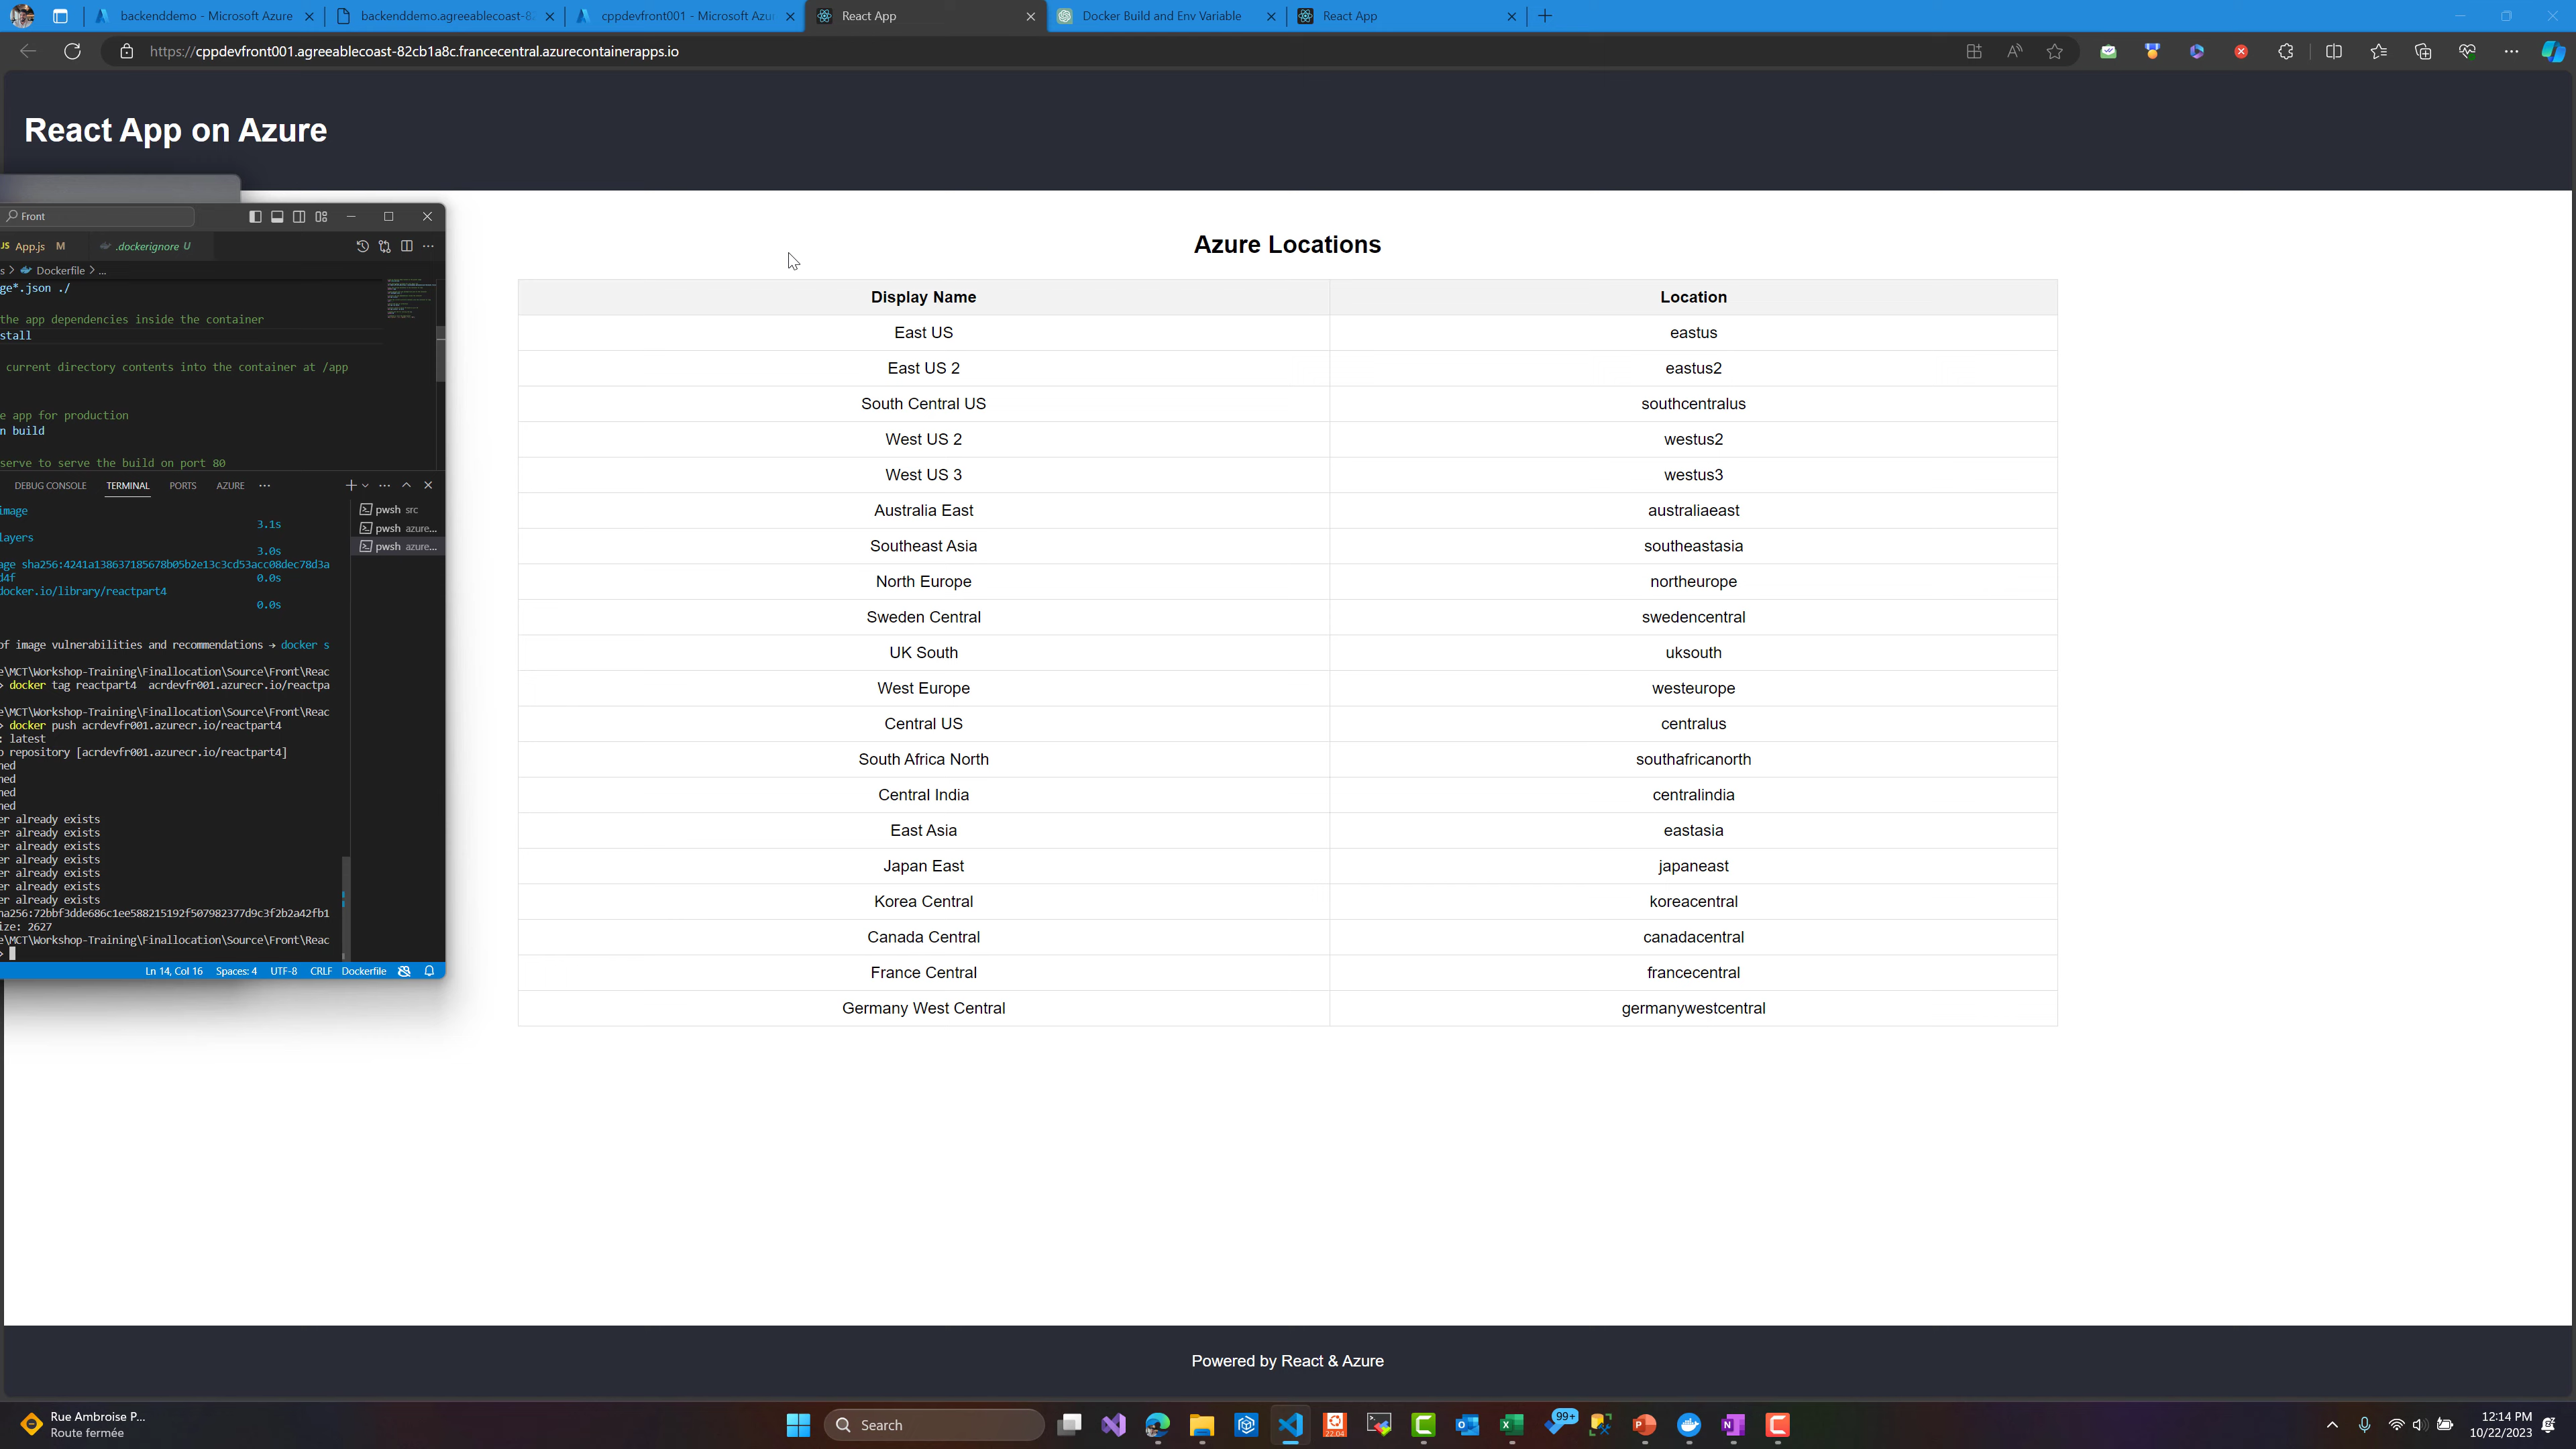 backenddemo - Microsoft Azure
backenddemo.agreeablecoast-82
cppdevfront001 - Microsoft Azu
React App
Docker Build and Env Variable
React App
https://cppdevfront001.agreeablecoast-82cb1a8c.francecentral.azurecontainerapps.io
React App on Azure
Front
JS App.js M
.dockerignore U
s > Dockerfile > ...
ge*.json ./
the app dependencies inside the container
stall
current directory contents into the container at /app
e app for production
n build
serve to serve the build on port 80
DEBUG CONSOLE TERMINAL PORTS AZURE
image
3.1s
layers
3.0s
age sha256:4241a138637185678b05b2e13c3cd53acc08dec78d3a
d4f 0.0s
docker.io/library/reactpart4
0.0s
of image vulnerabilities and recommendations → docker s
e\MCT\Workshop-Training\Finallocation\Source\Front\Reac
> docker tag reactpart4 acrdevfr001.azurecr.io/reactpa
e\MCT\Workshop-Training\Finallocation\Source\Front\Reac
> docker push acrdevfr001.azurecr.io/reactpart4
: latest
o repository [acrdevfr001.azurecr.io/reactpart4]
hed
hed
hed
hed
er already exists
er already exists
er already exists
er already exists
er already exists
er already exists
er already exists
ha256:72bbf3dde686c1ee588215192f507982377d9c3f2b2a42fb1
ize: 2627
e\MCT\Workshop-Training\Finallocation\Source\Front\Reac
>
pwsh src
pwsh azure...
pwsh azure...
Ln 14, Col 16 Spaces: 4 UTF-8 CRLF Dockerfile
Azure Locations
Display Name Location
East US eastus
East US 2 eastus2
South Central US southcentralus
West US 2 westus2
West US 3 westus3
Australia East australiaeast
Southeast Asia southeastasia
North Europe northeurope
Sweden Central swedencentral
UK South uksouth
West Europe westeurope
Central US centralus
South Africa North southafricanorth
Central India centralindia
East Asia eastasia
Japan East japaneast
Korea Central koreacentral
Canada Central canadacentral
France Central francecentral
Germany West Central germanywestcentral
Powered by React & Azure
Rue Ambroise P...
Route fermée
Search
22.04
99+
12:14 PM
10/22/2023